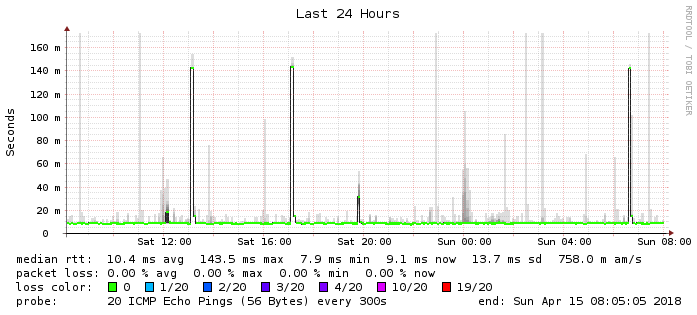 Last 24 Hours
RRDTOOL / TOBI OETIKER
Seconds
160 m
140 m
120 m
100 m
80 m
60 m
40 m
20 m
0
Sat 12:00 Sat 16:00 Sat 20:00 Sun 00:00 Sun 04:00 Sun 08:00
median rtt: 10.4 ms avg 143.5 ms max 7.9 ms min 9.1 ms now 13.7 ms sd 758.0 m am/s
packet loss: 0.00 % avg 0.00 % max 0.00 % min 0.00 % now
loss color: 0 1/20 2/20 3/20 4/20 10/20 19/20
probe: 20 ICMP Echo Pings (56 Bytes) every 300s end: Sun Apr 15 08:05:05 2018